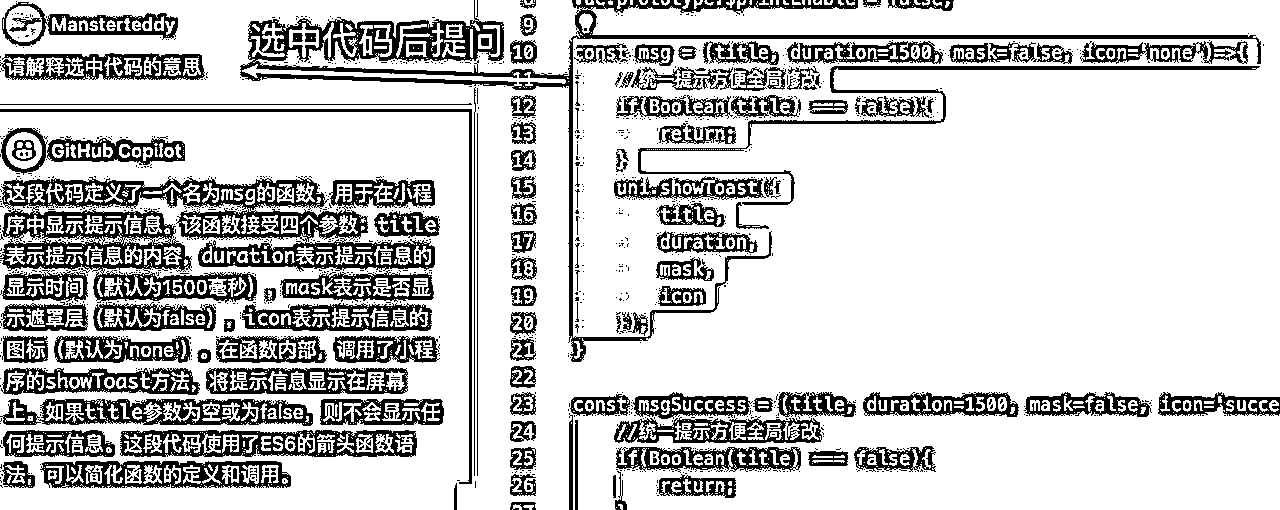 Mansterteddy
选中代码后提问
请解释选中代码的意思
GitHub Copilot
这段代码定义了一个名为msg的函数，用于在小程
序中显示提示信息。该函数接受四个参数：title
表示提示信息的内容，duration表示提示信息的
显示时间（默认为1500毫秒），mask表示是否显
示遮罩层（默认为false），icon表示提示信息的
图标（默认为'none'）。在函数内部，调用了小程
序的showToast方法，将提示信息显示在屏幕
上。如果title参数为空或为false，则不会显示任
何提示信息。这段代码使用了ES6的箭头函数语
法，可以简化函数的定义和调用。
8 Vue.prototype.$printEnable = false;
9
10 const msg = (title, duration=1500, mask=false, icon='none')=>{
11 //统一提示方便全局修改
12 if(Boolean(title) === false){
13 return;
14 }
15 uni.showToast({
16 title,
17 duration,
18 mask,
19 icon
20 });
21 }
22
23 const msgSuccess = (title, duration=1500, mask=false, icon='succe
24 //统一提示方便全局修改
25 if(Boolean(title) === false){
26 return;
27 }